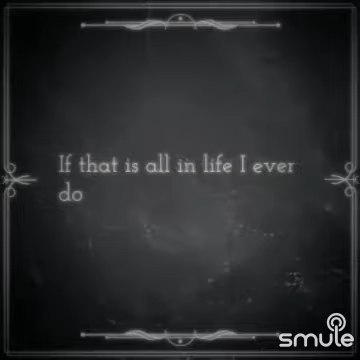 If that is all in life I ever
do
smule